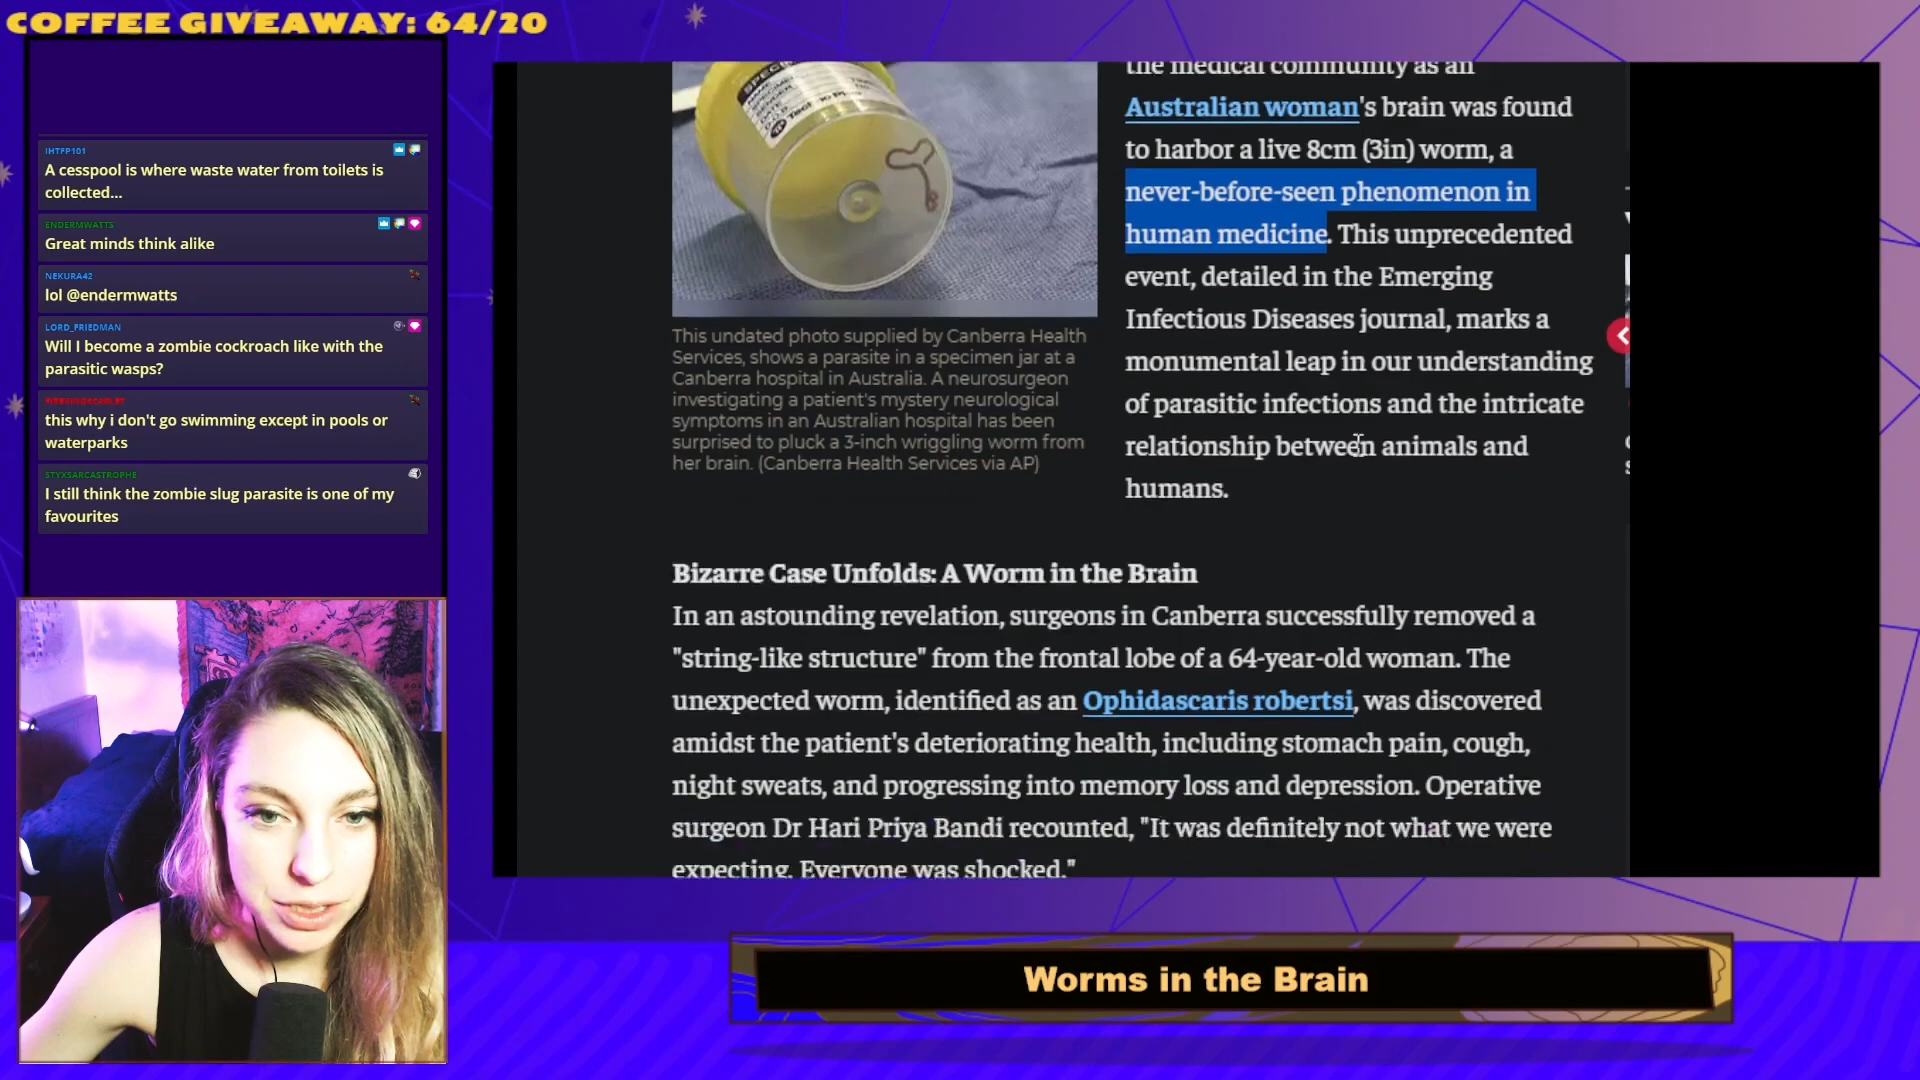 COFFEE GIVEAWAY: 64/20
IHTFP101
A cesspool is where waste water from toilets is
collected...
ENDERMWATTS
Great minds think alike
NEKURA42
lol @endermwatts
LORD_FRIEDMAN
Will I become a zombie cockroach like with the
parasitic wasps?
this why i don't go swimming except in pools or
waterparks
STYXSARCASTROPHE
I still think the zombie slug parasite is one of my
favourites
the medical community as an
Australian woman's brain was found
to harbor a live 8cm (3in) worm, a
never-before-seen phenomenon in
human medicine. This unprecedented
event, detailed in the Emerging
Infectious Diseases journal, marks a
monumental leap in our understanding
of parasitic infections and the intricate
relationship between animals and
humans.
This undated photo supplied by Canberra Health
Services, shows a parasite in a specimen jar at a
Canberra hospital in Australia. A neurosurgeon
investigating a patient's mystery neurological
symptoms in an Australian hospital has been
surprised to pluck a 3-inch wriggling worm from
her brain. (Canberra Health Services via AP)
Bizarre Case Unfolds: A Worm in the Brain
In an astounding revelation, surgeons in Canberra successfully removed a
"string-like structure" from the frontal lobe of a 64-year-old woman. The
unexpected worm, identified as an Ophidascaris robertsi, was discovered
amidst the patient's deteriorating health, including stomach pain, cough,
night sweats, and progressing into memory loss and depression. Operative
surgeon Dr Hari Priya Bandi recounted, "It was definitely not what we were
expecting. Everyone was shocked."
Worms in the Brain